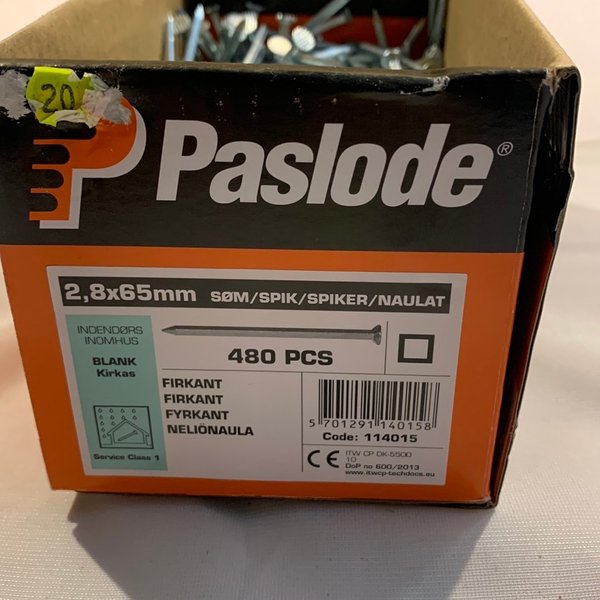 20
Paslode®
2,8x65mm SØM/SPIK/SPIKER/NAULAT
INDENDØRS
INOMHUS
BLANK
Kirkas
Service Class 1
480 PCS
FIRKANT
FIRKANT
FYRKANT
NELIÖNAULA
5 701291 140158
Code: 114015
CE ITW CP DK-5500
10
DoP no 600/2013
www.itwcp-techdocs.eu